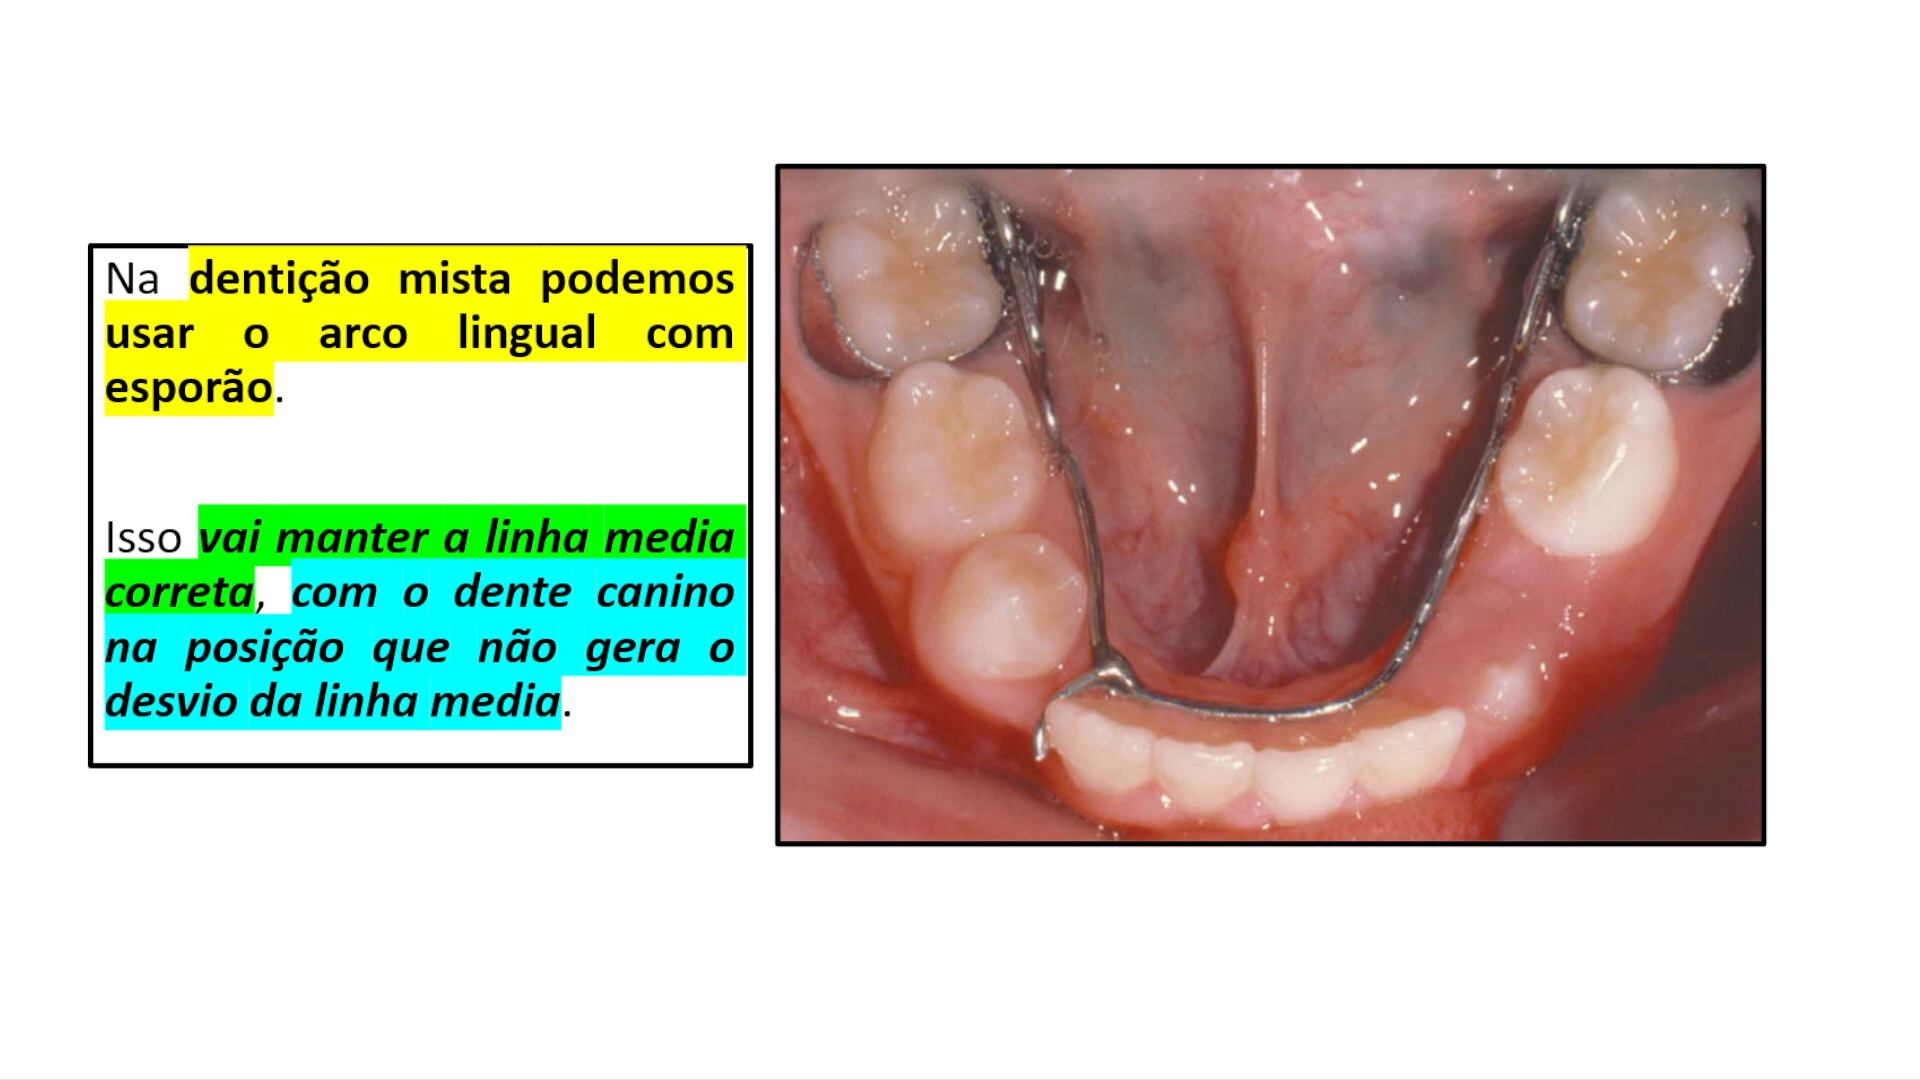 Na dentição mista podemos
usar o arco lingual com
esporão.
Isso vai manter a linha media
correta, com o dente canino
na posição que não gera o
desvio da linha media.